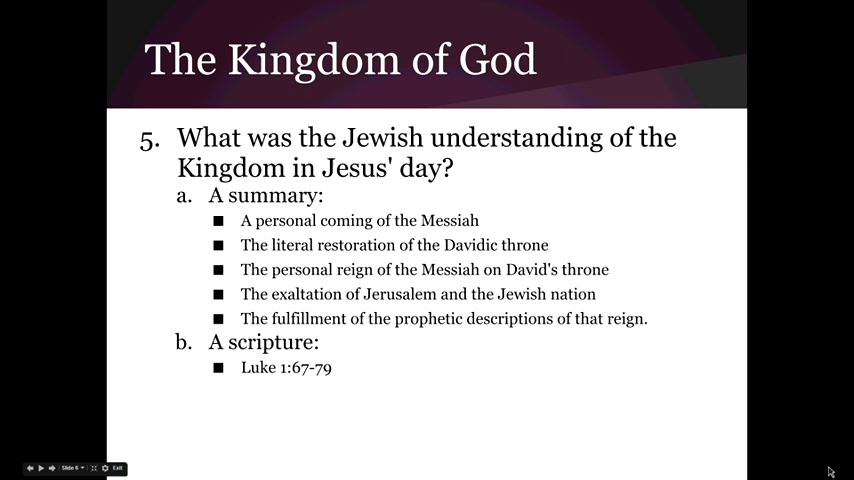 The Kingdom of God
5. What was the Jewish understanding of the
Kingdom in Jesus' day?
a. A summary:
■ A personal coming of the Messiah
■ The literal restoration of the Davidic throne
■ The personal reign of the Messiah on David's throne
■ The exaltation of Jerusalem and the Jewish nation
■ The fulfillment of the prophetic descriptions of that reign.
b. A scripture:
■ Luke 1:67-79
Slide 6 Exit